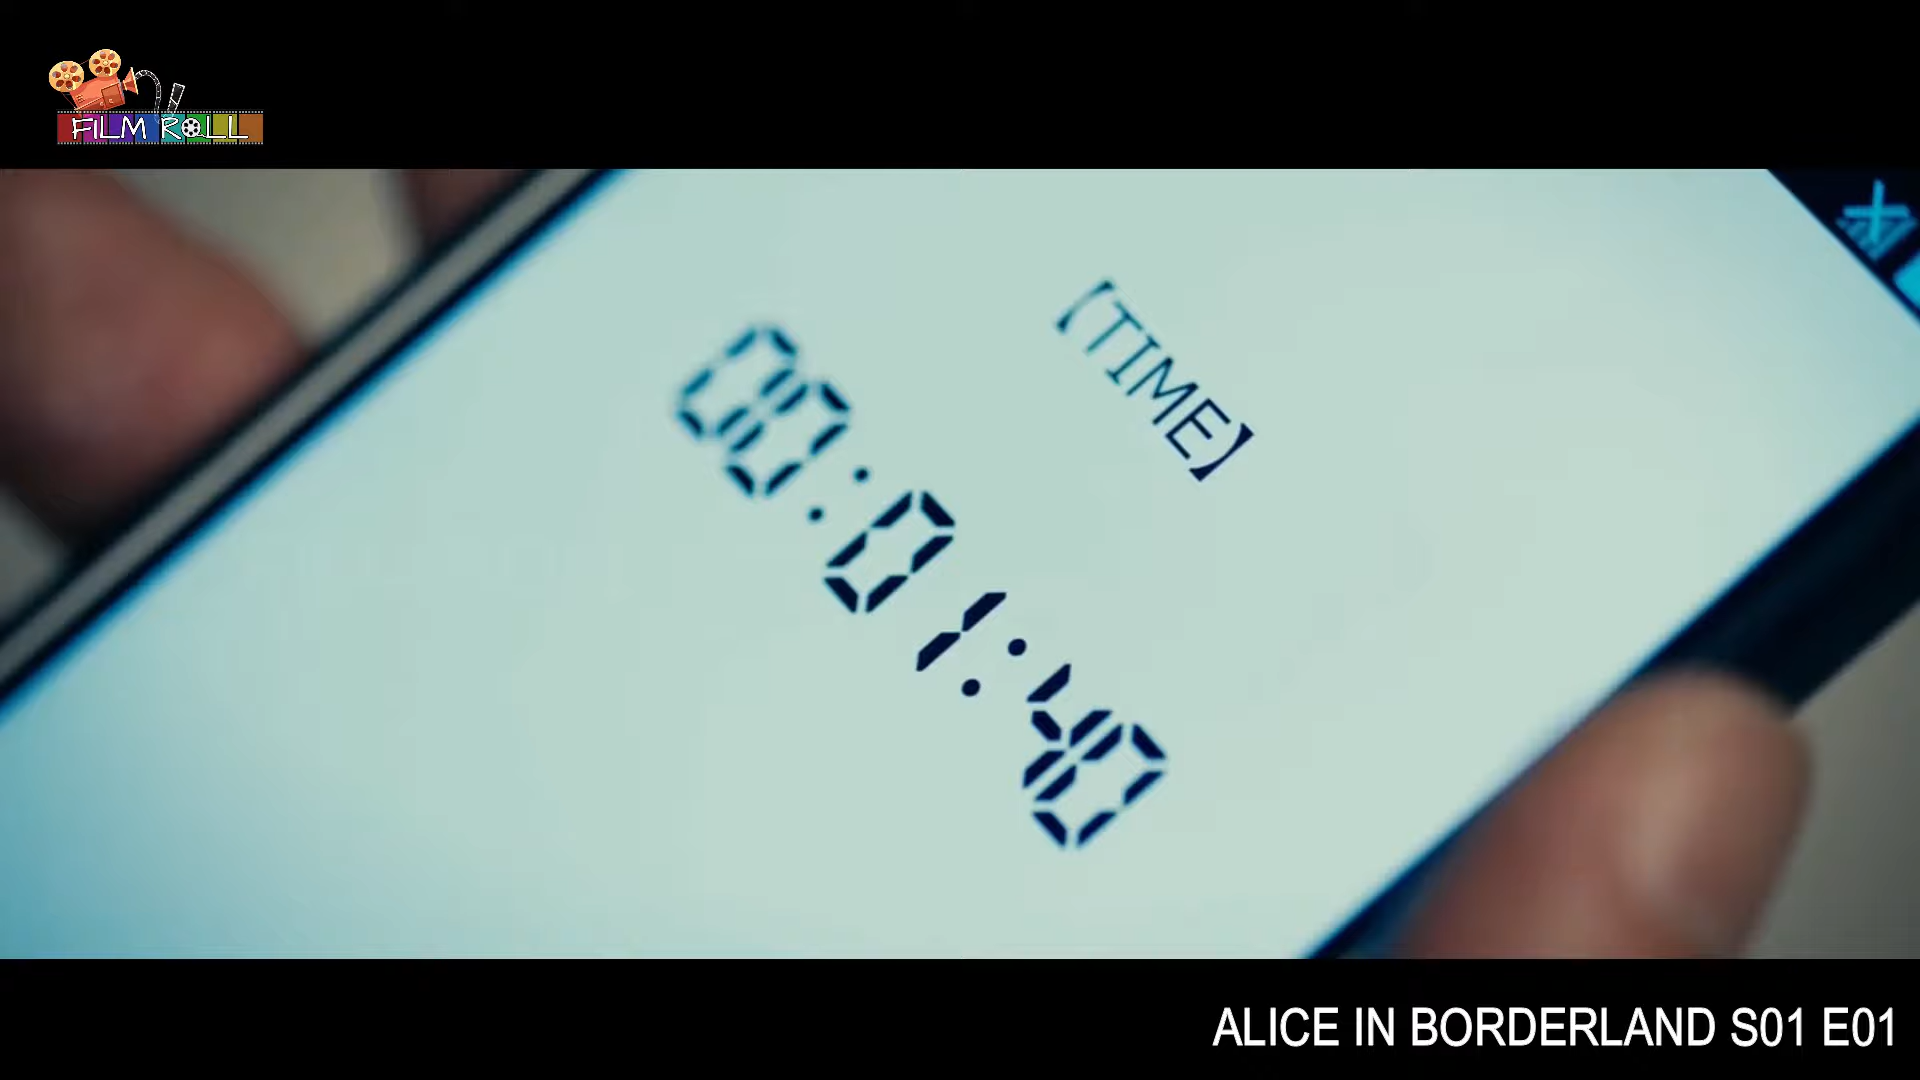 FILM ROLL
【TIME】
00:01:40
ALICE IN BORDERLAND S01 E01